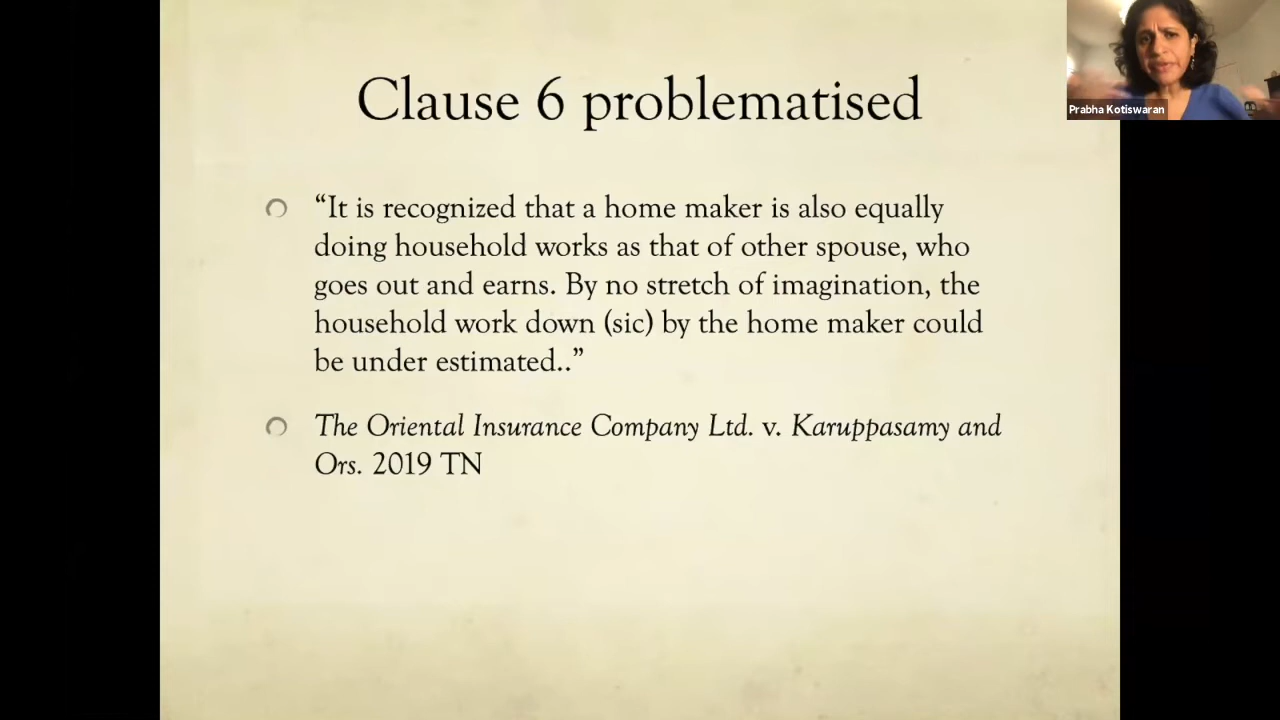 Clause 6 problematised
Prabha Kotiswaran
“It is recognized that a home maker is also equally
doing household works as that of other spouse, who
goes out and earns. By no stretch of imagination, the
household work down (sic) by the home maker could
be under estimated..”
The Oriental Insurance Company Ltd. v. Karuppasamy and
Ors. 2019 TN